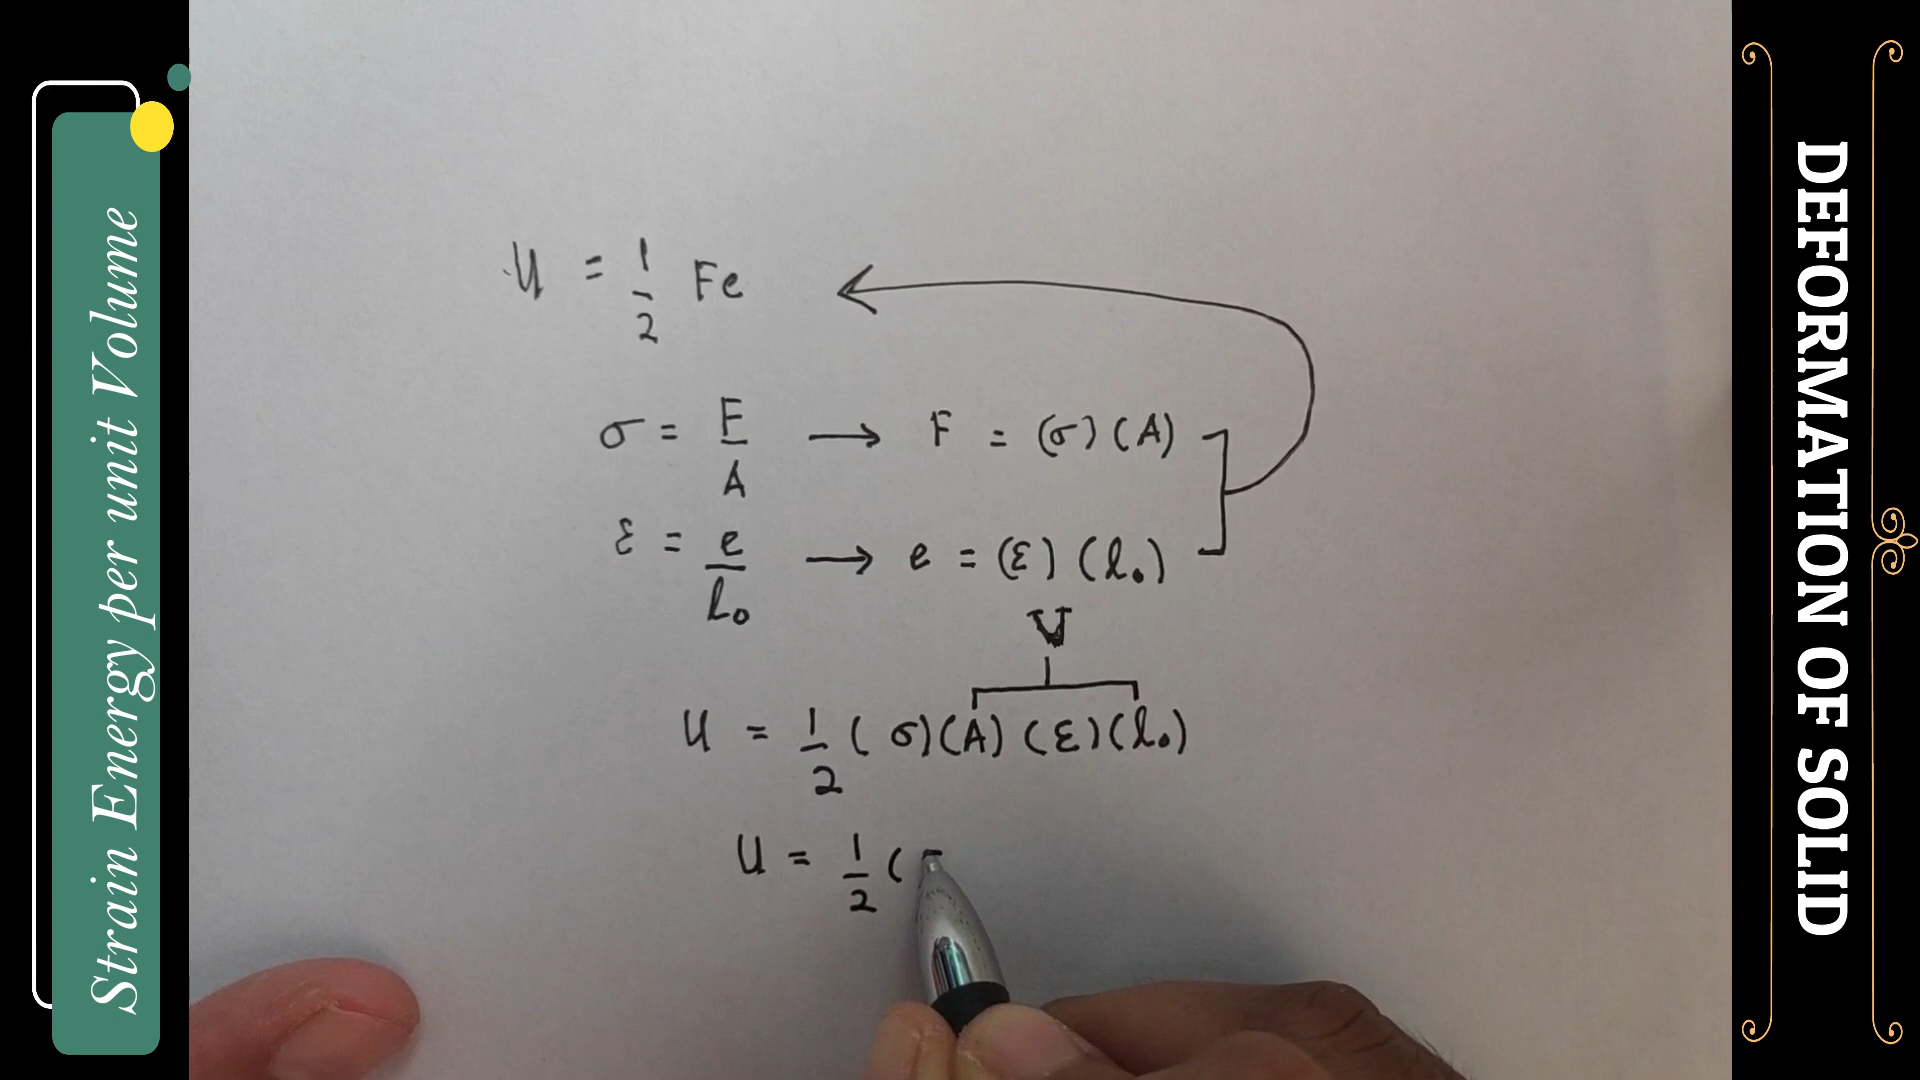 Strain Energy per unit Volume
U = 1/2 Fe
σ = F/A → F = (σ)(A)
ε = e/l₀ → e = (ε)(l₀)
V
U = 1/2 (σ)(A)(ε)(l₀)
U = 1/2 (
DEFORMATION OF SOLID